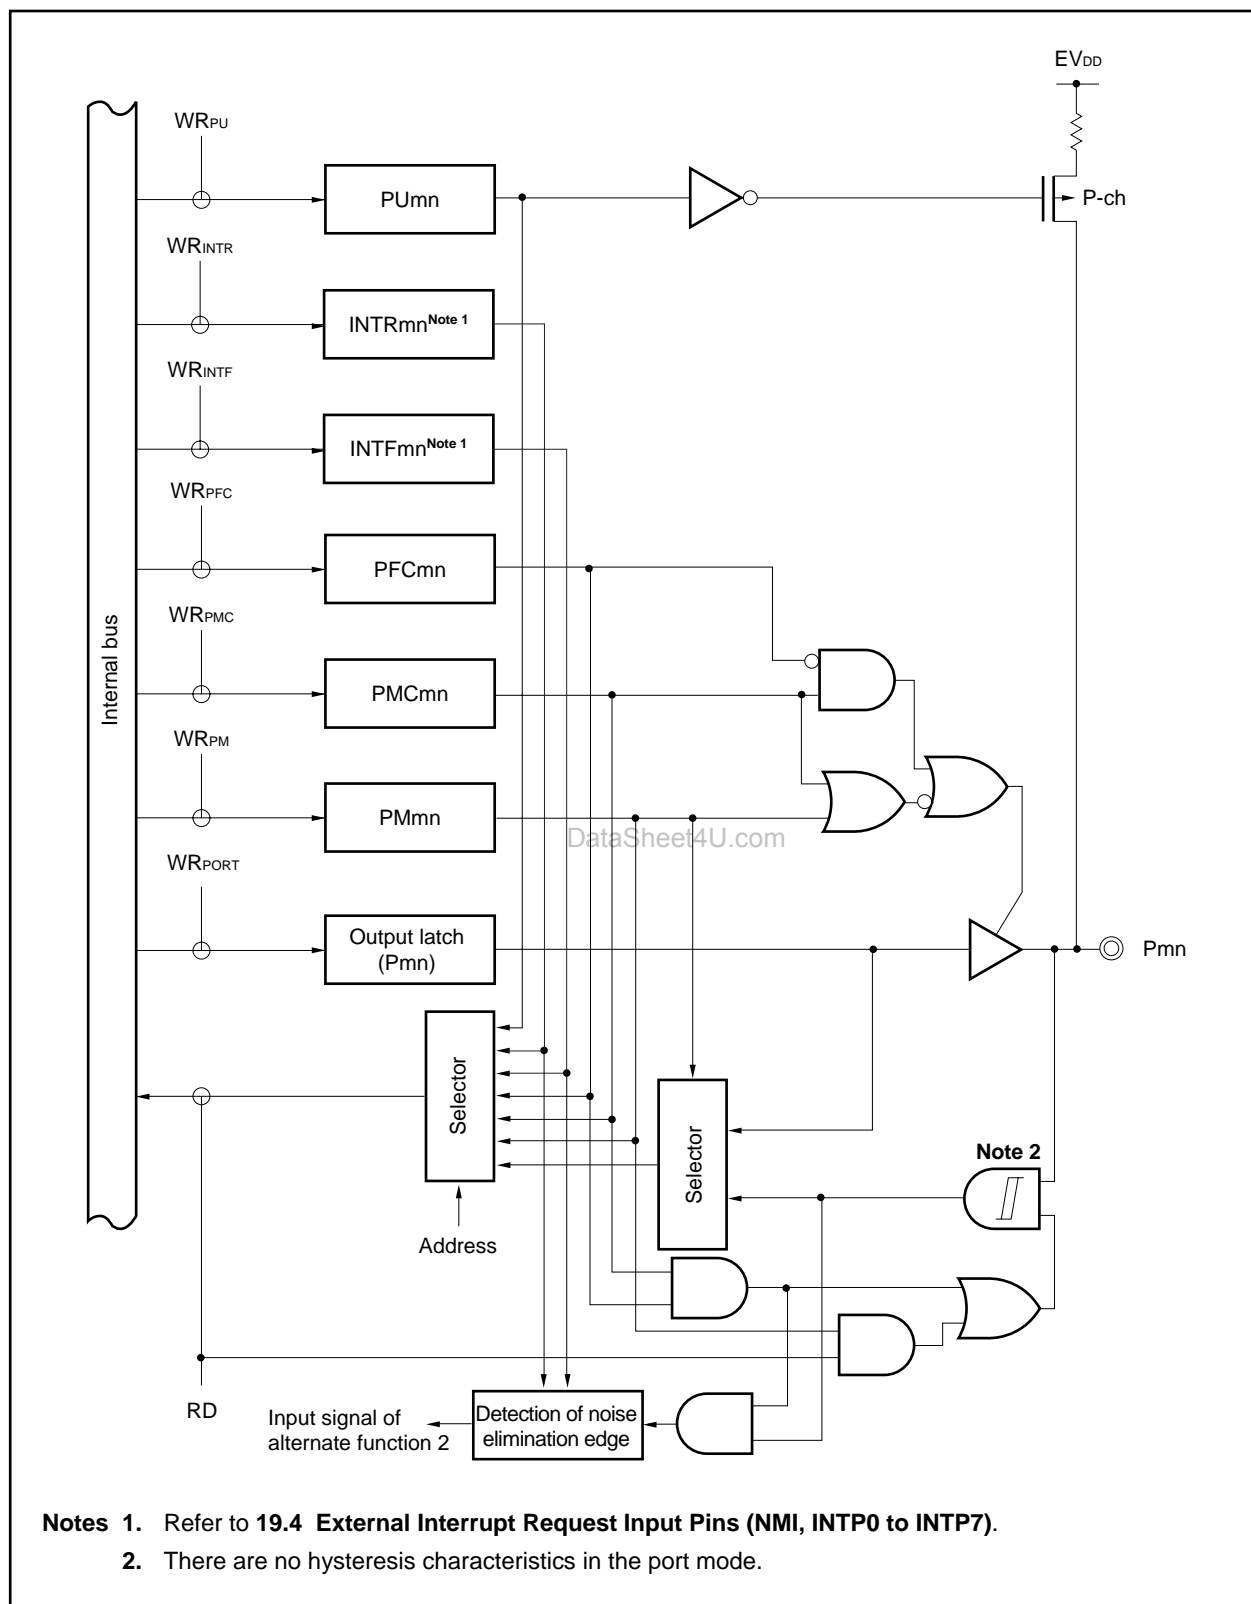 EVDD
WRPU
PUmn
P-ch
WRINTR
INTRmnNote 1
WRINTF
INTFmnNote 1
WRPFC
PFCmn
WRPMC
PMCmn
Internal bus
WRPM
PMmn
DataSheet4U.com
WRPORT
Output latch
(Pmn)
Pmn
Selector
Selector
Note 2
Address
RD
Input signal of
alternate function 2
Detection of noise
elimination edge
Notes 1. Refer to 19.4 External Interrupt Request Input Pins (NMI, INTP0 to INTP7).
2. There are no hysteresis characteristics in the port mode.